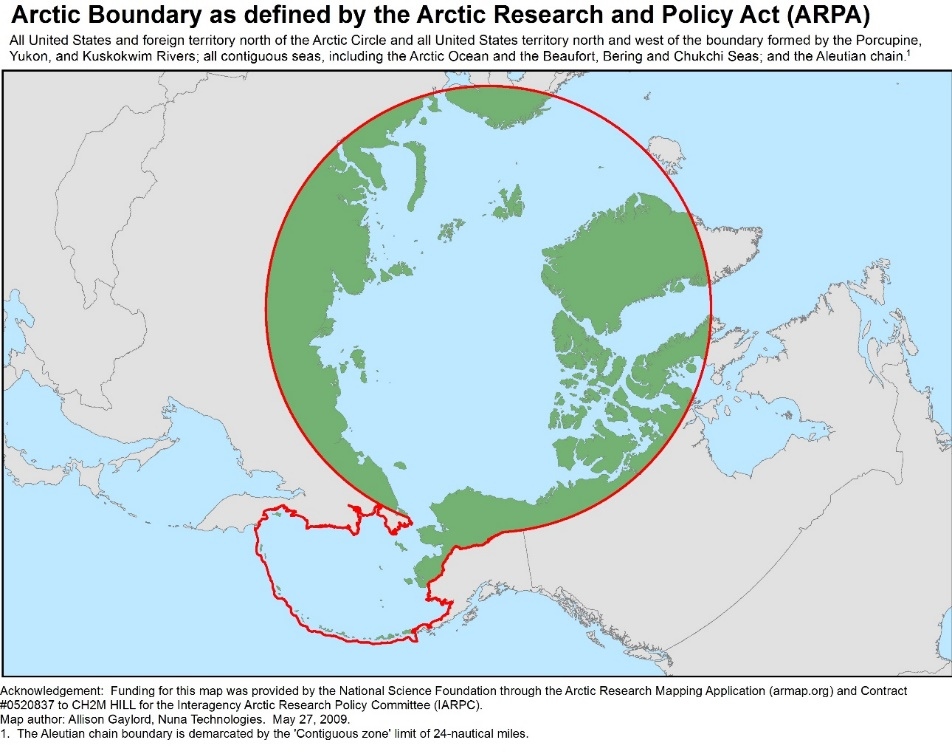 Arctic Boundary as defined by the Arctic Research and Policy Act (ARPA)
All United States and foreign territory north of the Arctic Circle and all United States territory north and west of the boundary formed by the Porcupine,
Yukon, and Kuskokwim Rivers; all contiguous seas, including the Arctic Ocean and the Beaufort, Bering and Chukchi Seas; and the Aleutian chain.¹
Acknowledgement: Funding for this map was provided by the National Science Foundation through the Arctic Research Mapping Application (armap.org) and Contract
#0520837 to CH2M HILL for the Interagency Arctic Research Policy Committee (IARPC).
Map author: Allison Gaylord, Nuna Technologies. May 27, 2009.
1. The Aleutian chain boundary is demarcated by the 'Contiguous zone' limit of 24-nautical miles.